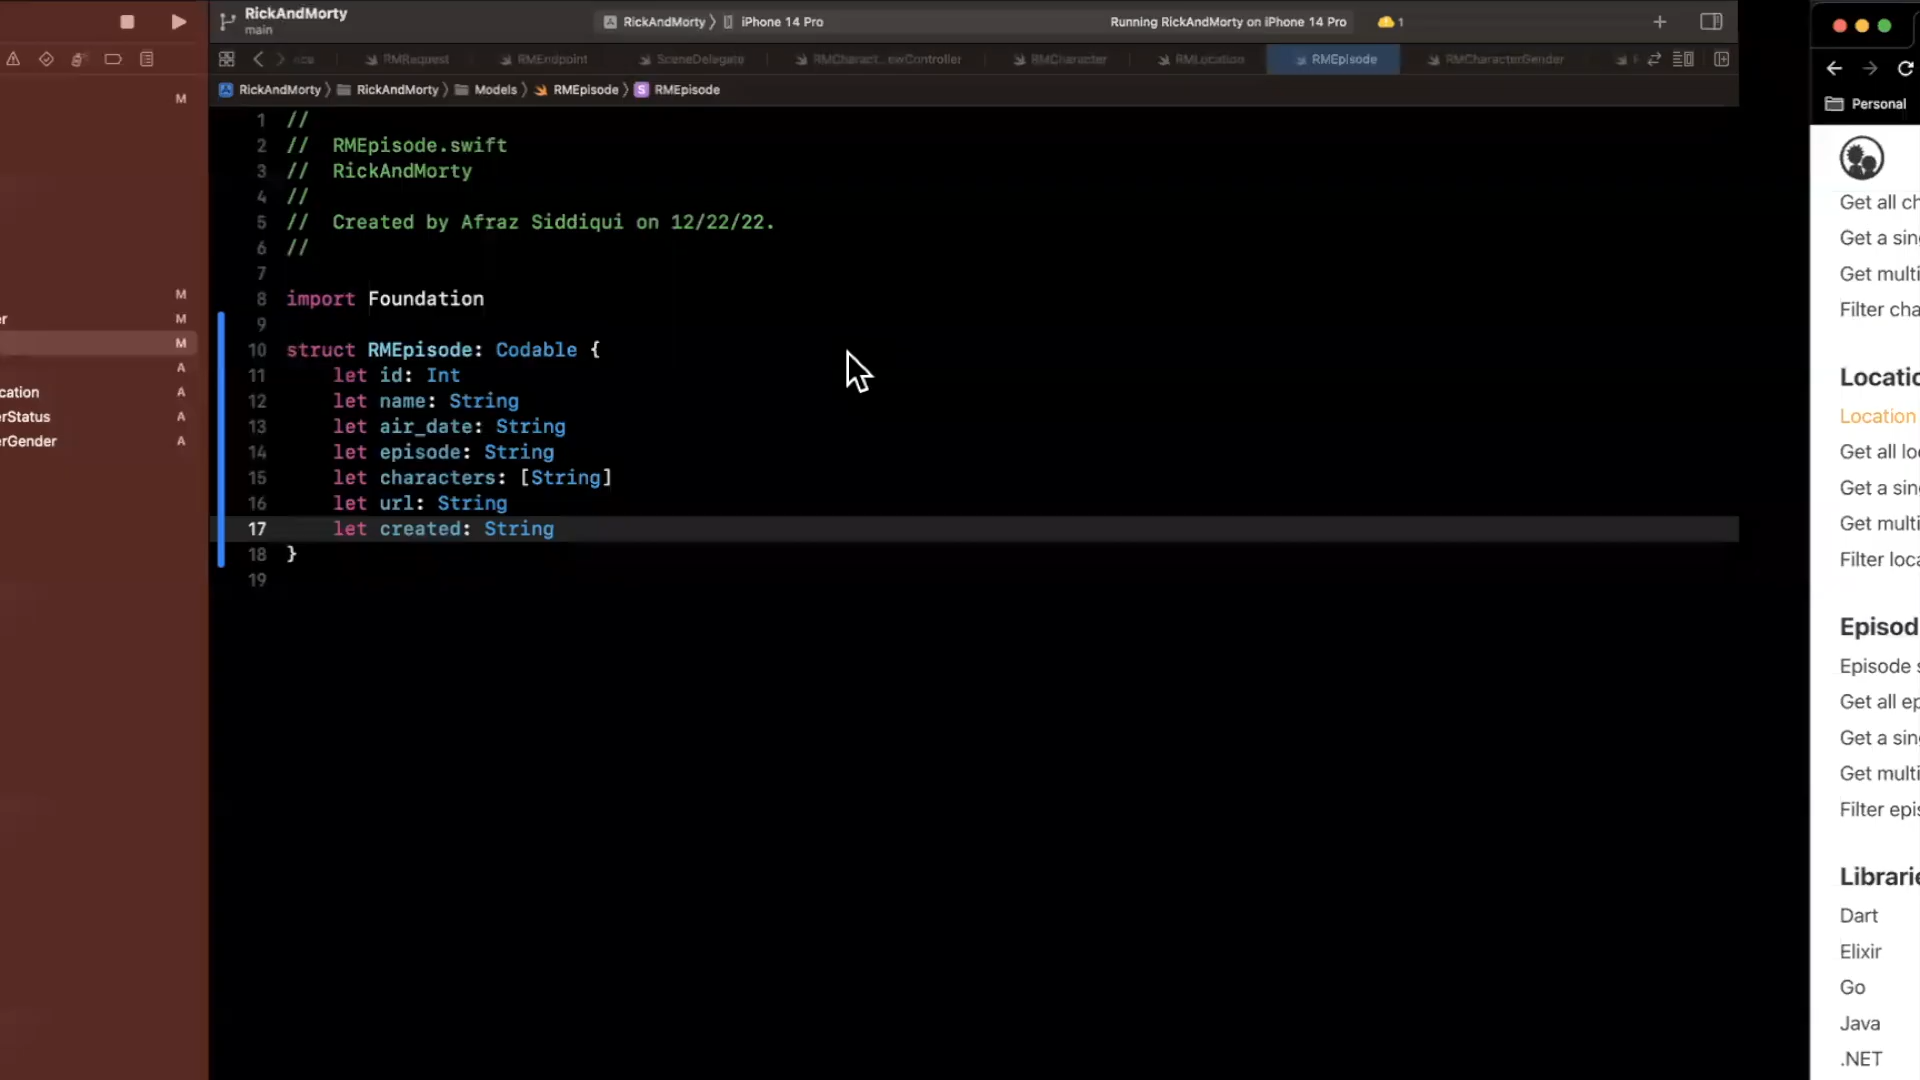 RickAndMorty
main
RickAndMorty 〉 iPhone 14 Pro
Running RickAndMorty on iPhone 14 Pro
1
RMRequest
RMEndpoint
SceneDelegate
RMCharact...ewController
RMCharacter
RMLocation
RMEpisode
RMCharacterGender
RickAndMorty 〉 RickAndMorty 〉 Models 〉 RMEpisode 〉 S RMEpisode
M
M
er M
M
A
cation A
erStatus A
erGender A
1 //
2 //  RMEpisode.swift
3 //  RickAndMorty
4 //
5 //  Created by Afraz Siddiqui on 12/22/22.
6 //
7
8 import Foundation
9
10 struct RMEpisode: Codable {
11     let id: Int
12     let name: String
13     let air_date: String
14     let episode: String
15     let characters: [String]
16     let url: String
17     let created: String
18 }
19
Personal
Get all ch
Get a sin
Get multi
Filter cha
Locatio
Location
Get all lo
Get a sin
Get multi
Filter loca
Episod
Episode s
Get all ep
Get a sin
Get multi
Filter epis
Librarie
Dart
Elixir
Go
Java
.NET